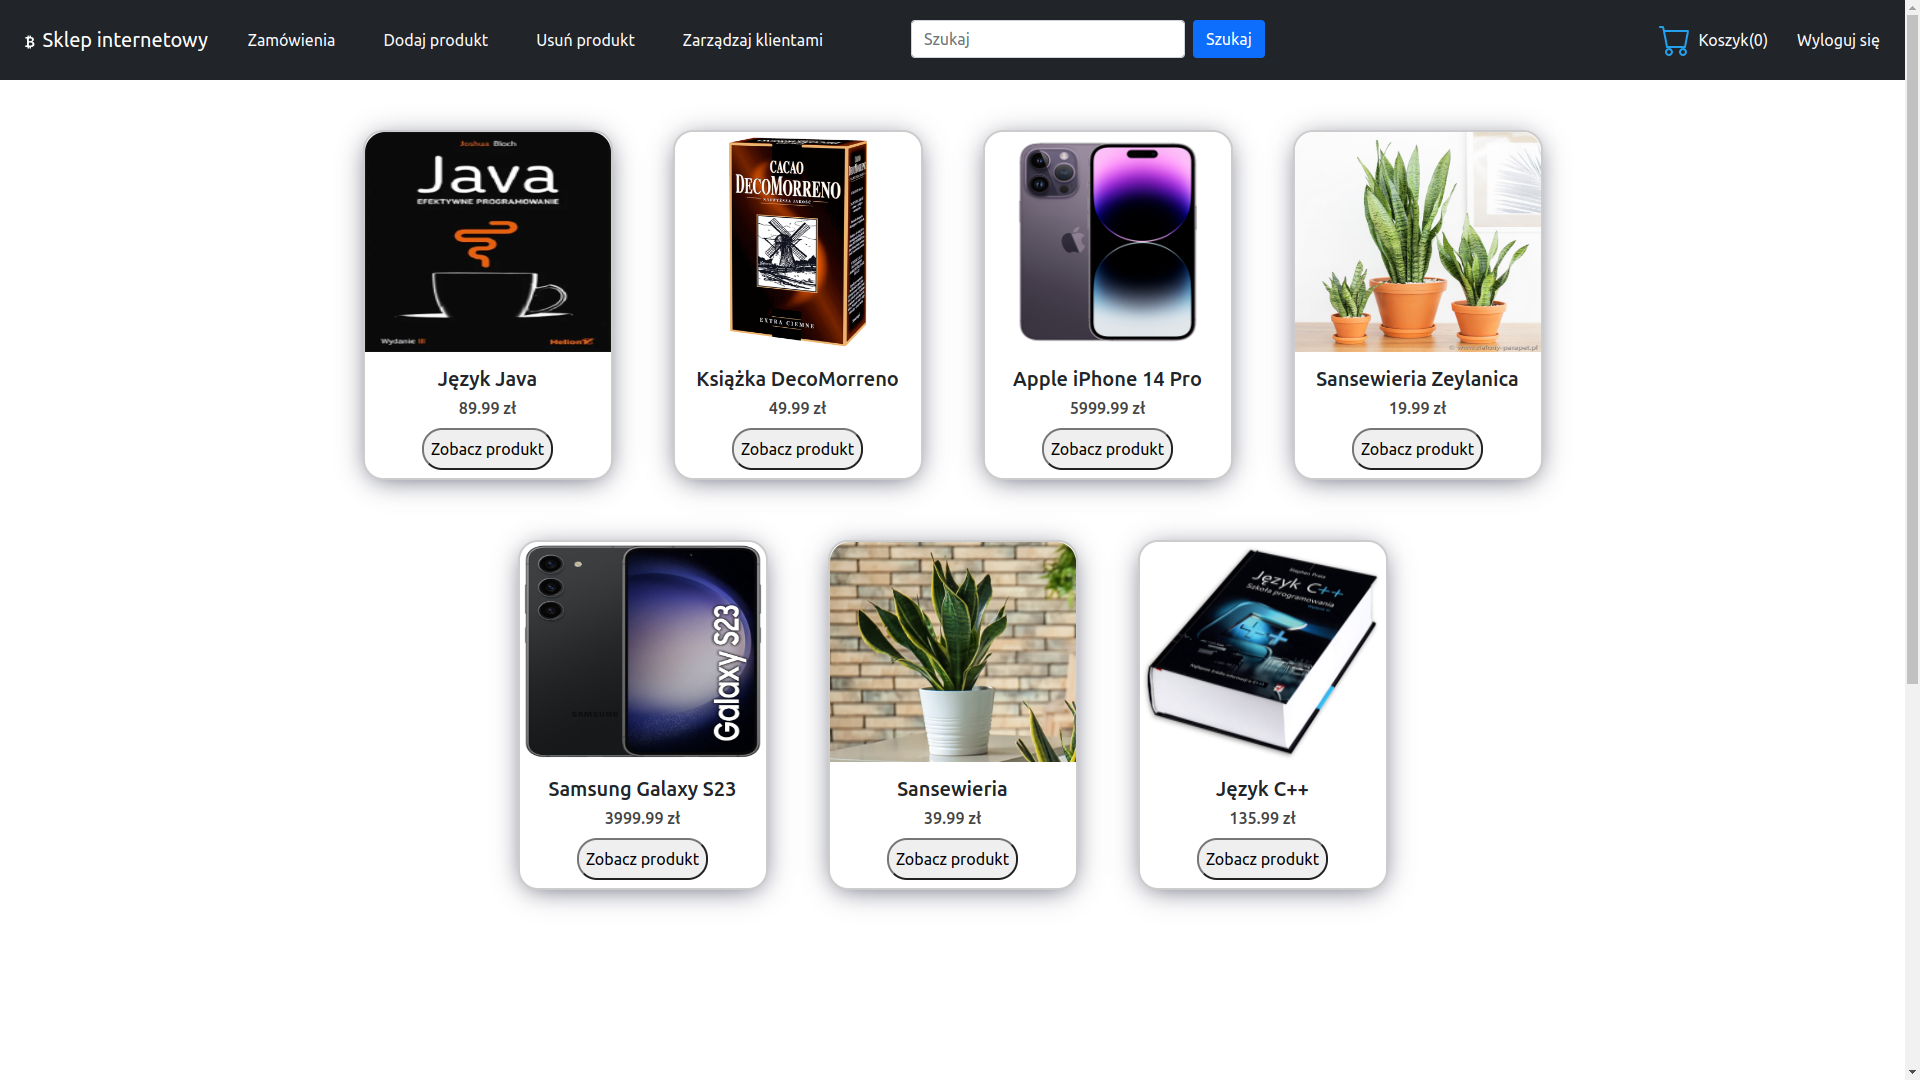 Sklep internetowy
Zamówienia
Dodaj produkt
Usuń produkt
Zarządzaj klientami
Szukaj
Szukaj
Koszyk(0)
Wyloguj się
Joshua Bloch
Java
EFEKTYWNE PROGRAMOWANIE
Wydanie III
Helion
Język Java
89.99 zł
Zobacz produkt
CACAO
DECOMORRENO
NAJWYŻSZA JAKOŚĆ
EXTRA CIEMNE
Książka DecoMorreno
49.99 zł
Zobacz produkt
Apple iPhone 14 Pro
5999.99 zł
Zobacz produkt
Sansewieria Zeylanica
19.99 zł
Zobacz produkt
SAMSUNG
Galaxy S23
Samsung Galaxy S23
3999.99 zł
Zobacz produkt
Sansewieria
39.99 zł
Zobacz produkt
Stephen Prata
Język C++
Szkoła programowania
Język C++
135.99 zł
Zobacz produkt